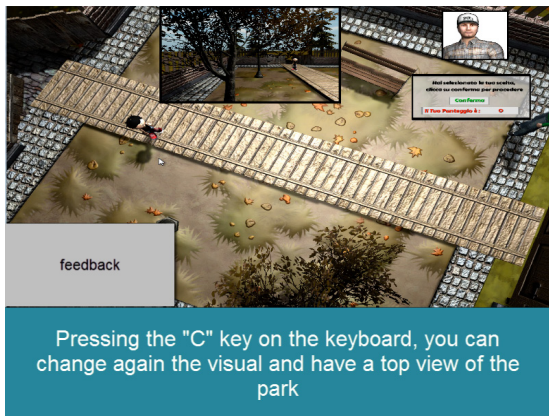 Hai selezionato la tua scelta,
clicca su conferma per procedere
Conferma
Il Tuo Punteggio è : 0
feedback
Pressing the "C" key on the keyboard, you can
change again the visual and have a top view of the
park